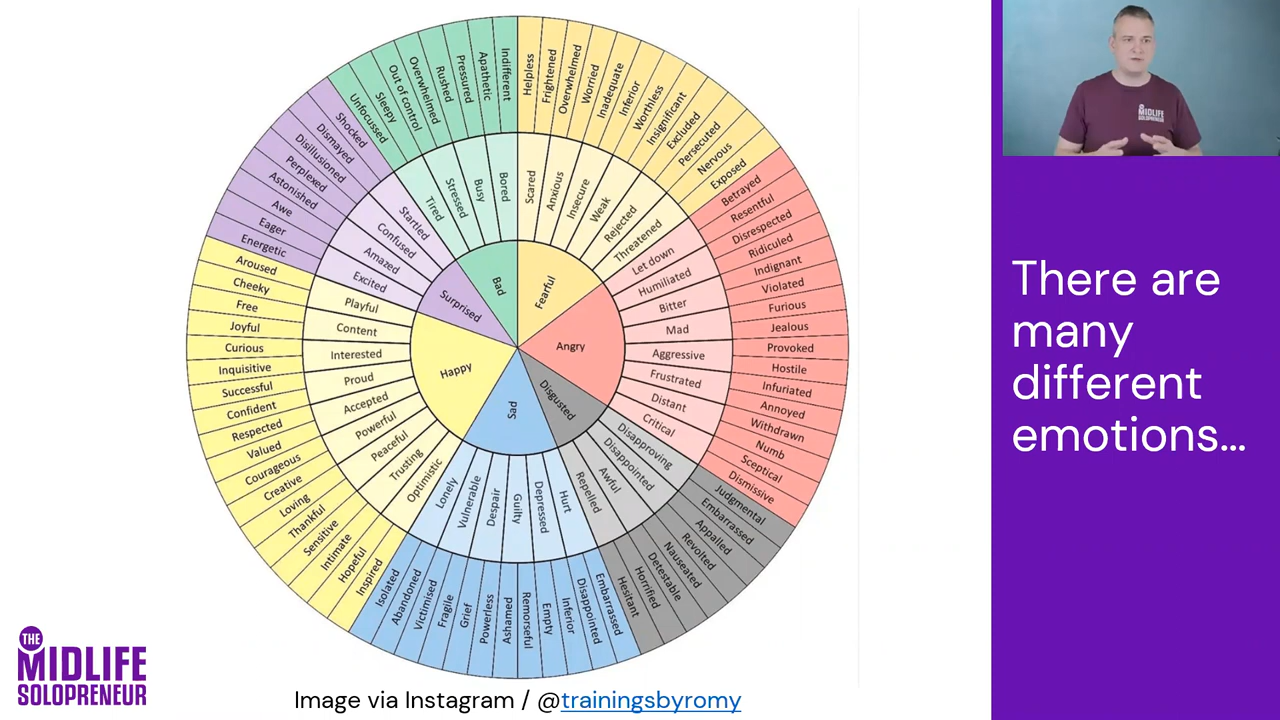 Bad
Fearful
Angry
Disgusted
Sad
Happy
Surprised
Tired
Stressed
Busy
Bored
Scared
Anxious
Insecure
Weak
Rejected
Threatened
Let down
Humiliated
Bitter
Mad
Aggressive
Frustrated
Distant
Critical
Disapproving
Disappointed
Awful
Repelled
Hurt
Depressed
Guilty
Despair
Vulnerable
Lonely
Optimistic
Trusting
Peaceful
Powerful
Accepted
Proud
Interested
Content
Playful
Excited
Amazed
Confused
Startled
Unfocussed
Sleepy
Out of control
Overwhelmed
Rushed
Pressured
Apathetic
Indifferent
Helpless
Frightened
Overwhelmed
Worried
Inadequate
Inferior
Worthless
Insignificant
Excluded
Persecuted
Nervous
Exposed
Betrayed
Resentful
Disrespected
Ridiculed
Indignant
Violated
Furious
Jealous
Provoked
Hostile
Infuriated
Annoyed
Withdrawn
Numb
Sceptical
Dismissive
Judgmental
Embarrassed
Appalled
Revolted
Nauseated
Detestable
Horrified
Hesitant
Embarrassed
Disappointed
Inferior
Empty
Remorseful
Ashamed
Powerless
Grief
Fragile
Victimised
Abandoned
Isolated
Inspired
Hopeful
Intimate
Sensitive
Thankful
Loving
Creative
Courageous
Valued
Respected
Confident
Successful
Inquisitive
Curious
Joyful
Free
Cheeky
Aroused
Energetic
Eager
Awe
Astonished
Perplexed
Disillusioned
Dismayed
Shocked
THE
MIDLIFE
SOLOPRENEUR
There are
many
different
emotions...
THE
MIDLIFE
SOLOPRENEUR
Image via Instagram / @trainingsbyromy